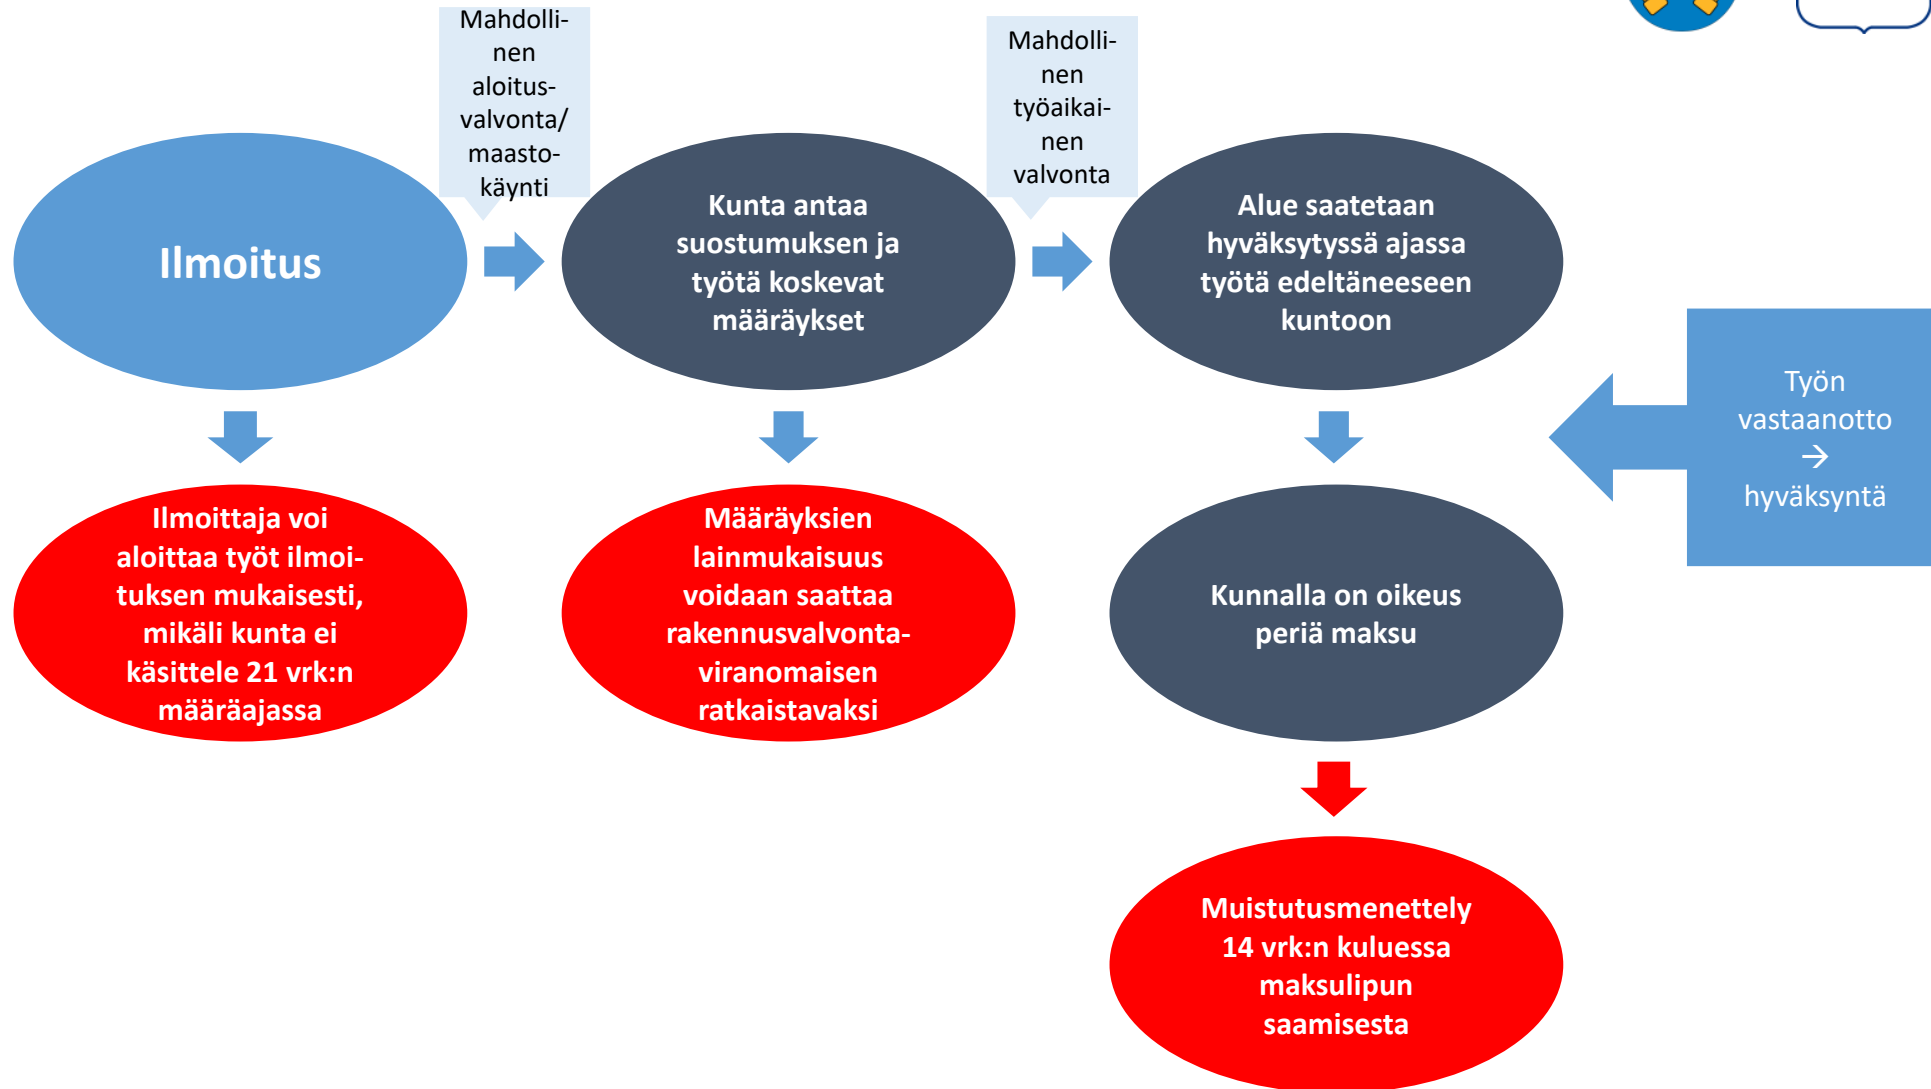 Mahdolli-
nen
aloitus-
valvonta/
maasto-
käynti
Mahdolli-
nen
työaikai-
nen
valvonta
Ilmoitus
Kunta antaa
suostumuksen ja
työtä koskevat
määräykset
Alue saatetaan
hyväksytyssä ajassa
työtä edeltäneeseen
kuntoon
Työn
vastaanotto
→
hyväksyntä
Ilmoittaja voi
aloittaa työt ilmoi-
tuksen mukaisesti,
mikäli kunta ei
käsittele 21 vrk:n
määräajassa
Määräyksien
lainmukaisuus
voidaan saattaa
rakennusvalvonta-
viranomaisen
ratkaistavaksi
Kunnalla on oikeus
periä maksu
Muistutusmenettely
14 vrk:n kuluessa
maksulipun
saamisesta